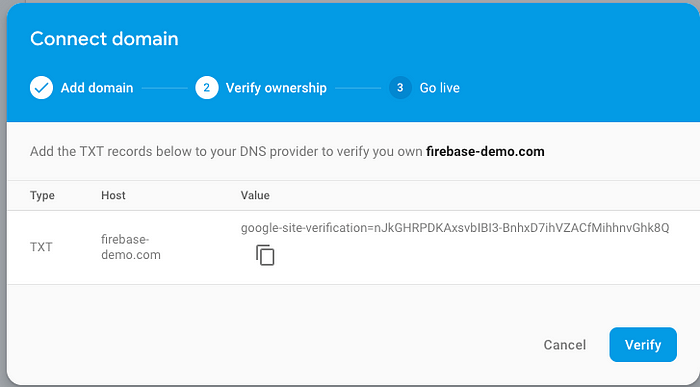 Connect domain
Add domain 2 Verify ownership 3 Go live
Add the TXT records below to your DNS provider to verify you own firebase-demo.com
Type Host Value
google-site-verification=nJkGHRPDKAxsvbIBI3-BnhxD7ihVZACfMihhnvGhk8Q
TXT firebase-
demo.com
Cancel Verify